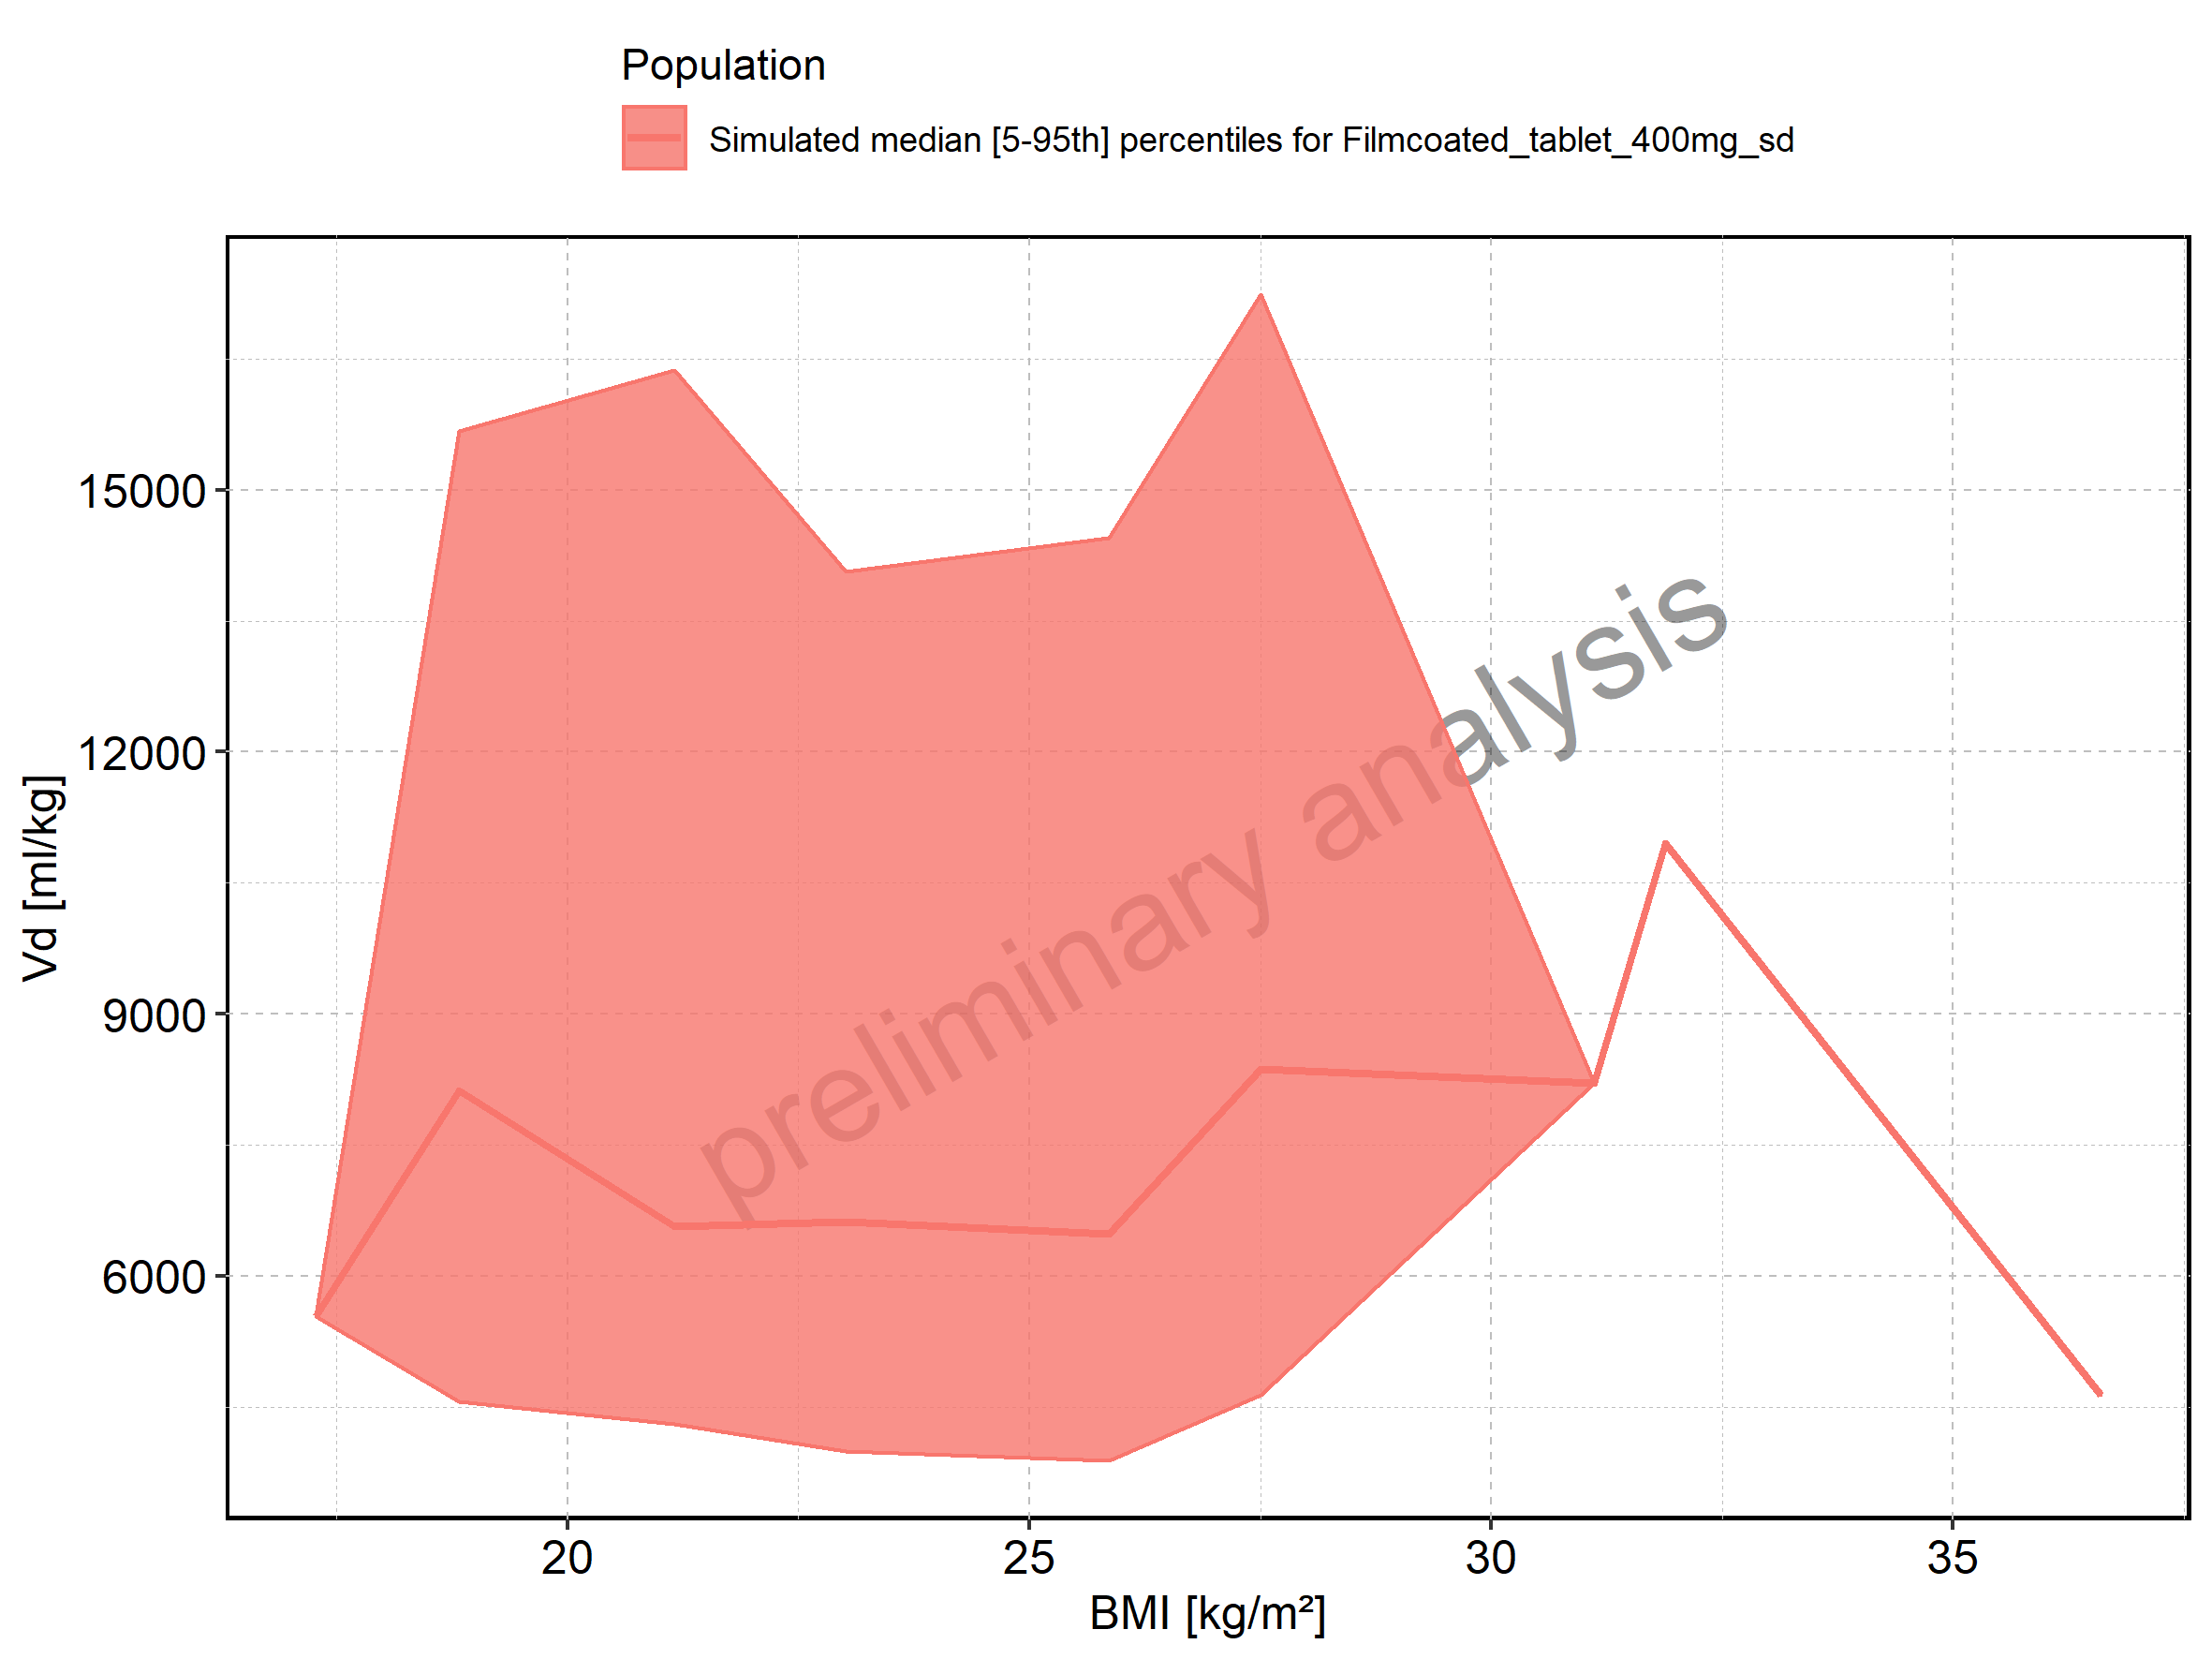 Population
Simulated median [5-95th] percentiles for Filmcoated_tablet_400mg_sd
15000
12000
9000
6000
Vd [ml/kg]
preliminary analysis
20 25 30 35
BMI [kg/m²]